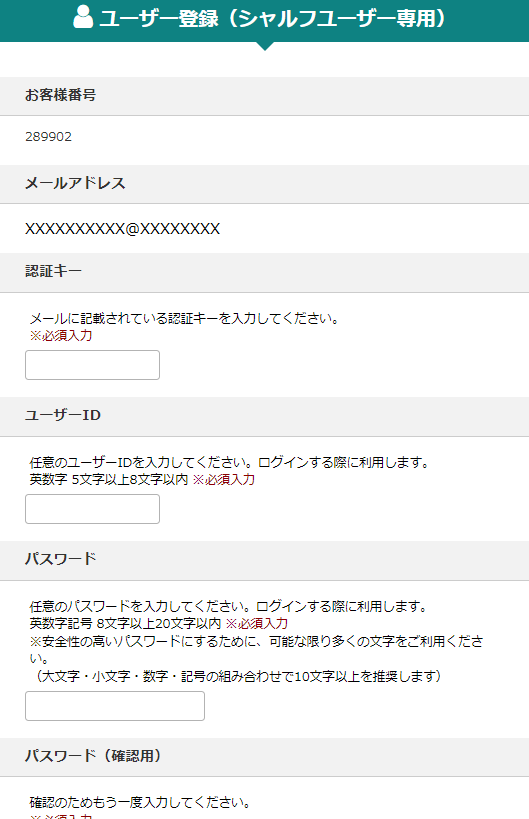 ユーザー登録（シャルフユーザー専用）
お客様番号
289902
メールアドレス
XXXXXXXXXX@XXXXXXXX
認証キー
メールに記載されている認証キーを入力してください。
※必須入力
ユーザーID
任意のユーザーIDを入力してください。ログインする際に利用します。
英数字 5文字以上8文字以内 ※必須入力
パスワード
任意のパスワードを入力してください。ログインする際に利用します。
英数字記号 8文字以上20文字以内 ※必須入力
※安全性の高いパスワードにするために、可能な限り多くの文字をご利用くださ
い。
（大文字・小文字・数字・記号の組み合わせで10文字以上を推奨します）
パスワード（確認用）
確認のためもう一度入力してください。
※必須入力